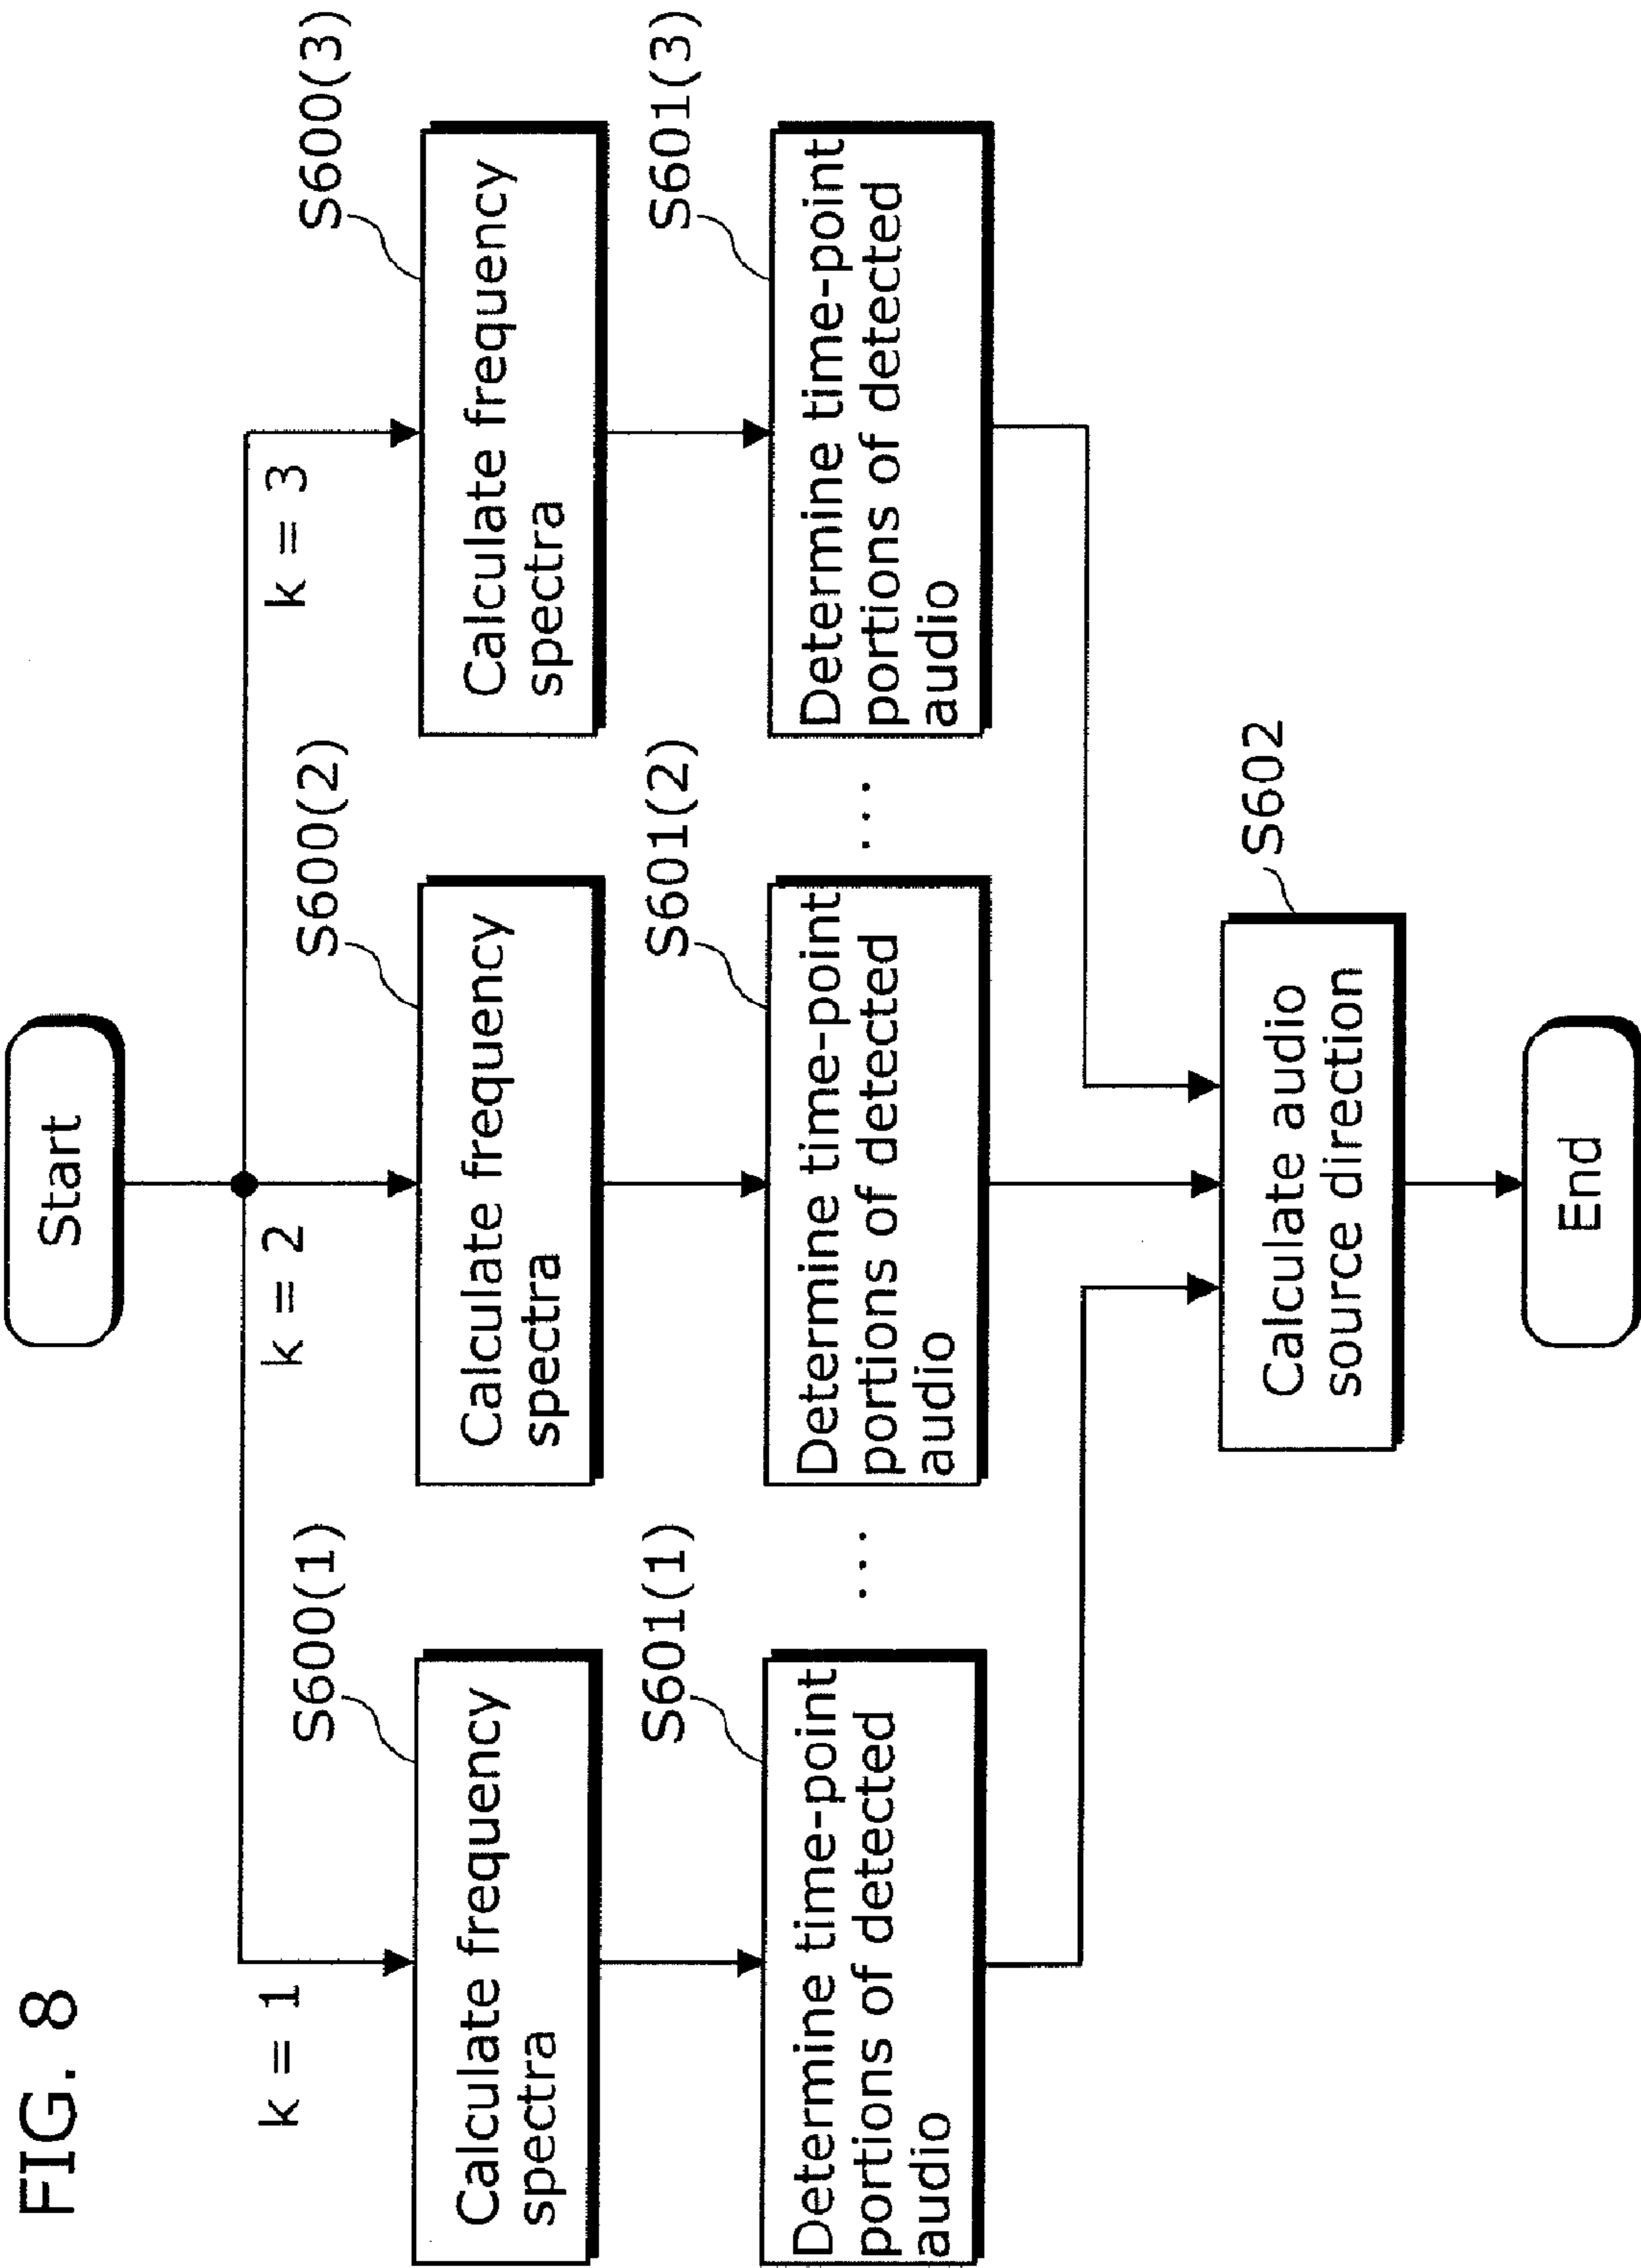 FIG. 8
Start
k = 1
k = 2
k = 3
S600(1)
S600(2)
S600(3)
Calculate frequency
spectra
Calculate frequency
spectra
Calculate frequency
spectra
S601(1)
S601(2)
S601(3)
Determine time-point
portions of detected
audio
...
Determine time-point
portions of detected
audio
...
Determine time-point
portions of detected
audio
S602
Calculate audio
source direction
End